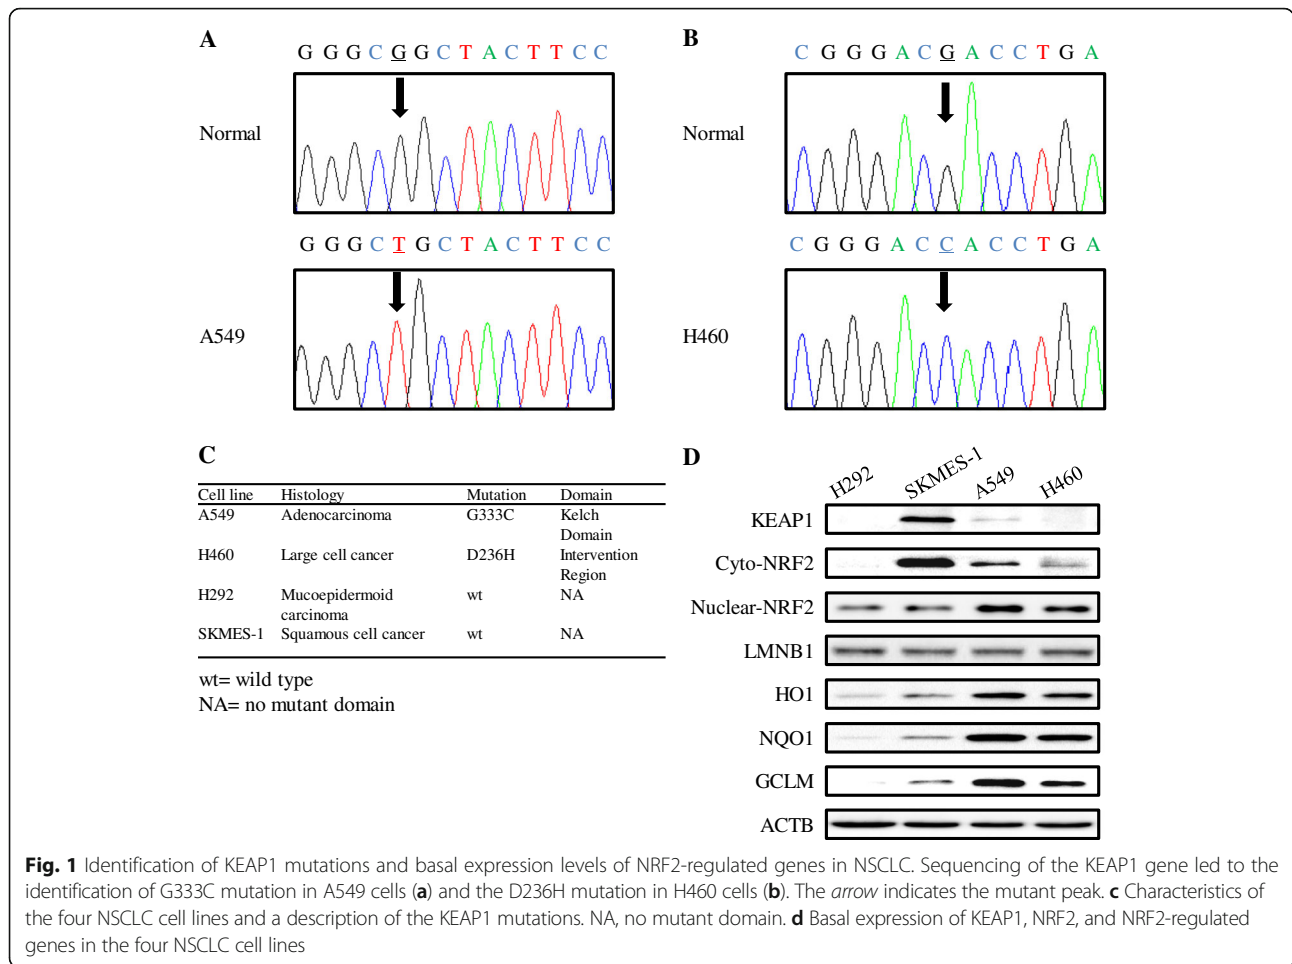 A
G G G C G G C T A C T T C C
Normal
G G G C T G C T A C T T C C
A549
B
C G G G A C G A C C T G A
Normal
C G G G A C C A C C T G A
H460
C
Cell line Histology Mutation Domain
A549 Adenocarcinoma G333C Kelch
Domain
H460 Large cell cancer D236H Intervention
Region
H292 Mucoepidermoid wt NA
carcinoma
SKMES-1 Squamous cell cancer wt NA
wt= wild type
NA= no mutant domain
D
H292 SKMES-1 A549 H460
KEAP1
Cyto-NRF2
Nuclear-NRF2
LMNB1
HO1
NQO1
GCLM
ACTB
Fig. 1 Identification of KEAP1 mutations and basal expression levels of NRF2-regulated genes in NSCLC. Sequencing of the KEAP1 gene led to the
identification of G333C mutation in A549 cells (a) and the D236H mutation in H460 cells (b). The arrow indicates the mutant peak. c Characteristics of
the four NSCLC cell lines and a description of the KEAP1 mutations. NA, no mutant domain. d Basal expression of KEAP1, NRF2, and NRF2-regulated
genes in the four NSCLC cell lines